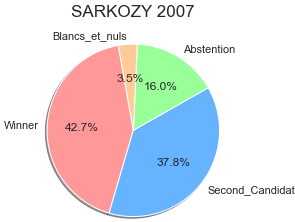 SARKOZY 2007
Blancs_et_nuls
Abstention
3.5%
16.0%
Winner
42.7%
37.8%
Second_Candidat